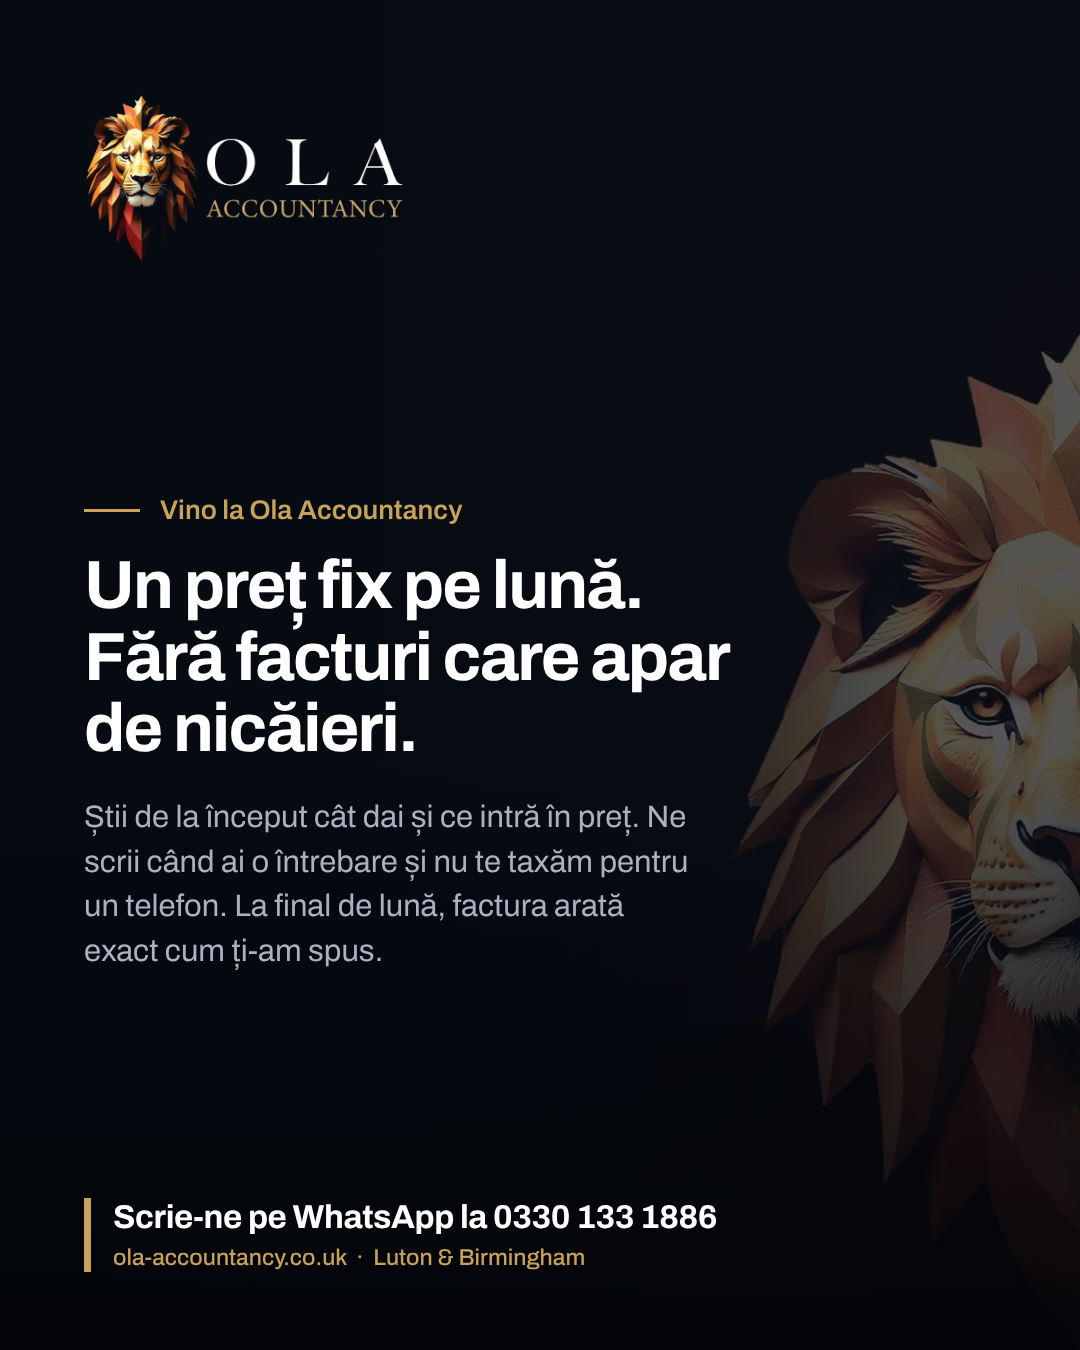 OLA
ACCOUNTANCY
Vino la Ola Accountancy
Un preț fix pe lună.
Fără facturi care apar
de nicăieri.
Știi de la început cât dai și ce intră în preț. Ne
scrii când ai o întrebare și nu te taxăm pentru
un telefon. La final de lună, factura arată
exact cum ți-am spus.
Scrie-ne pe WhatsApp la 0330 133 1886
ola-accountancy.co.uk · Luton & Birmingham